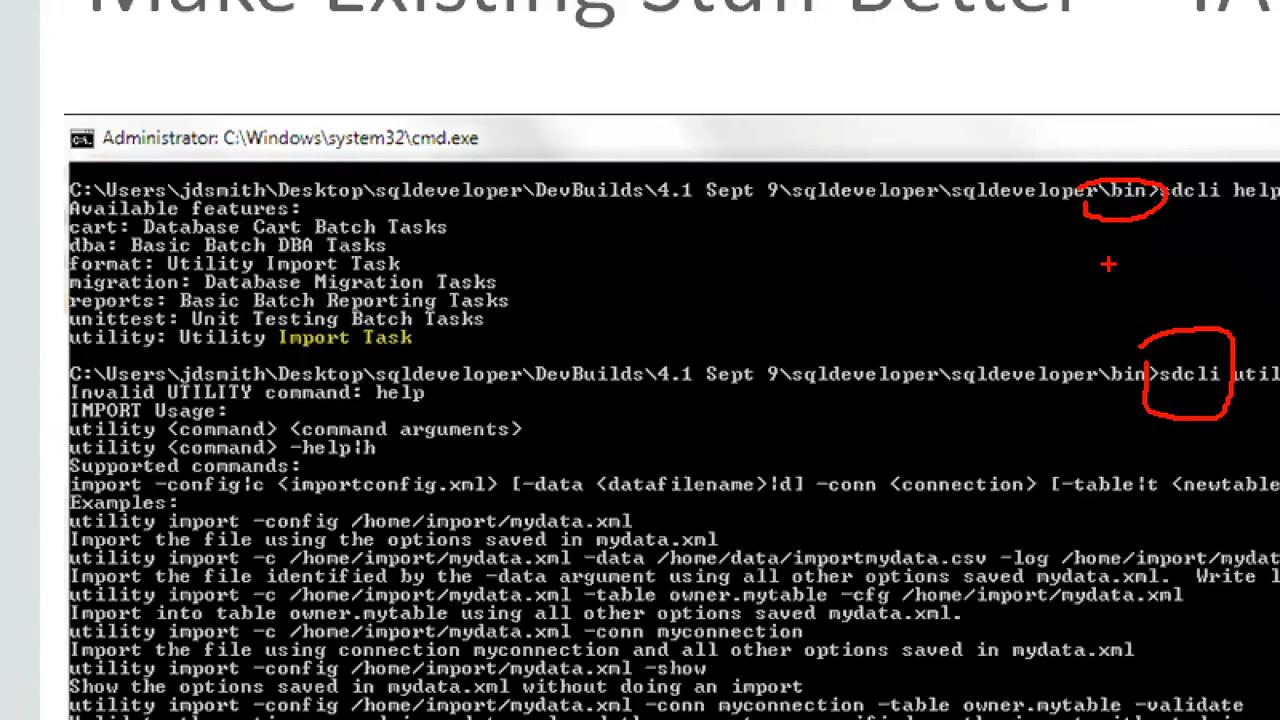 Make Existing Stuff Better
Administrator: C:\Windows\system32\cmd.exe
C:\Users\jdsmith\Desktop\sqldeveloper\DevBuilds\4.1 Sept 9\sqldeveloper\sqldeveloper\bin>sdcli help
Available features:
cart: Database Cart Batch Tasks
dba: Basic Batch DBA Tasks
format: Utility Import Task
migration: Database Migration Tasks
reports: Basic Batch Reporting Tasks
unittest: Unit Testing Batch Tasks
utility: Utility Import Task
C:\Users\jdsmith\Desktop\sqldeveloper\DevBuilds\4.1 Sept 9\sqldeveloper\sqldeveloper\bin>sdcli util
Invalid UTILITY command: help
IMPORT Usage:
utility <command> <command arguments>
utility <command> -help|h
Supported commands:
import -config|c <importconfig.xml> [-data <datafilename>|d] -conn <connection> [-table|t <newtable
Examples:
utility import -config /home/import/mydata.xml
Import the file using the options saved in mydata.xml
utility import -c /home/import/mydata.xml -data /home/data/importmydata.csv -log /home/import/mydat
Import the file identified by the -data argument using all other options saved mydata.xml.  Write l
utility import -c /home/import/mydata.xml -table owner.mytable -cfg /home/import/mydata.xml
Import into table owner.mytable using all other options saved mydata.xml.
utility import -c /home/import/mydata.xml -conn myconnection
Import the file using connection myconnection and all other options saved in mydata.xml
utility import -config /home/import/mydata.xml -show
Show the options saved in mydata.xml without doing an import
utility import -config /home/import/mydata.xml -conn myconnection -table owner.mytable -validate